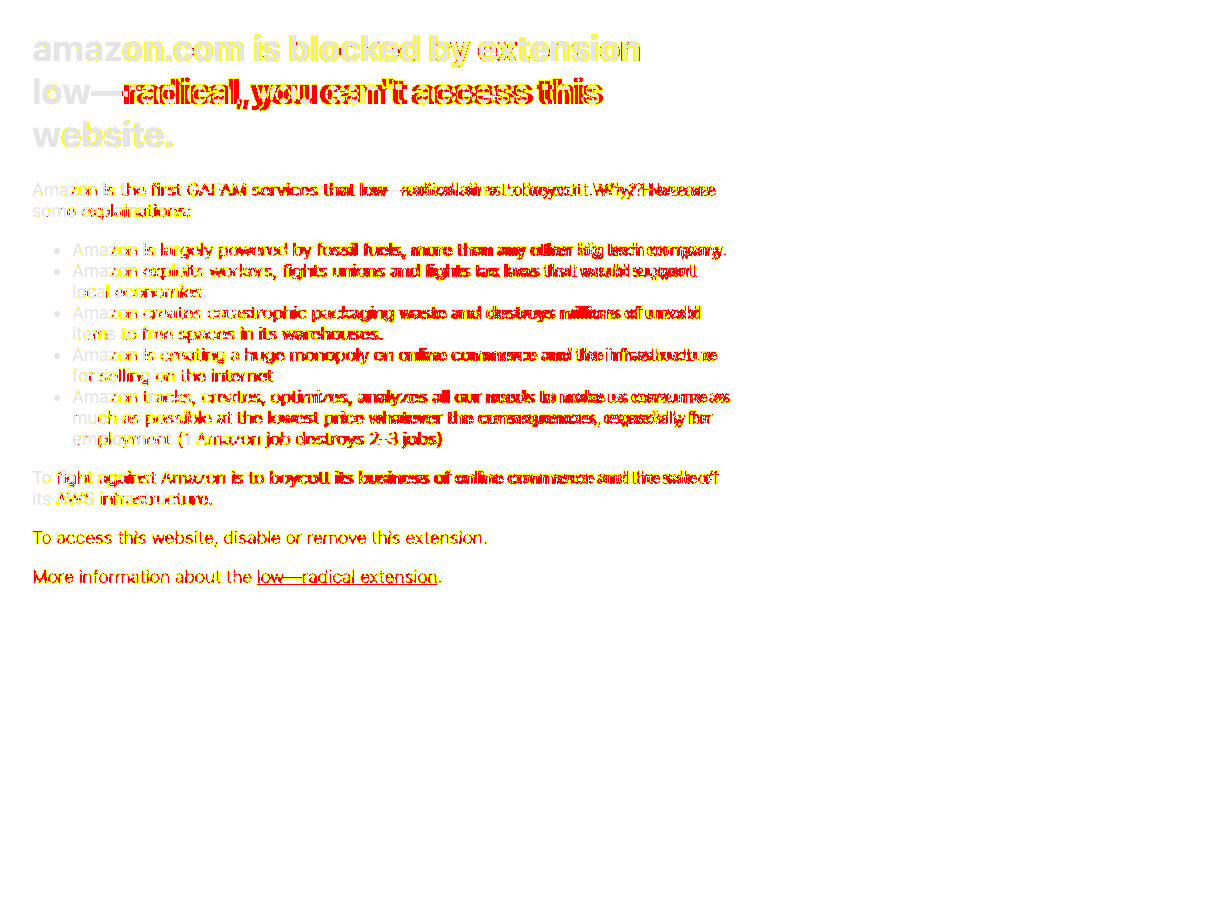 amazon.com is blocked by extension
low—radical, you can't access this
website.
Amazon is the first GAFAM services that low—radical aims to boycott. Why? Here are
some explainations:
Amazon is largely powered by fossil fuels, more than any other big tech company.
Amazon exploits workers, fights unions and fights tax laws that would support
local economies.
Amazon creates catastrophic packaging waste and destroys millions of unsold
items to free spaces in its warehouses.
Amazon is creating a huge monopoly on online commerce and the infrastructure
for selling on the internet
Amazon tracks, creates, optimizes, analyzes all our needs to make us consume as
much as possible at the lowest price whatever the consequences, especially for
employment (1 Amazon job destroys 2-3 jobs)
To fight against Amazon is to boycott its business of online commerce and the sale of
its AWS infrastructure.
To access this website, disable or remove this extension.
More information about the low—radical extension.